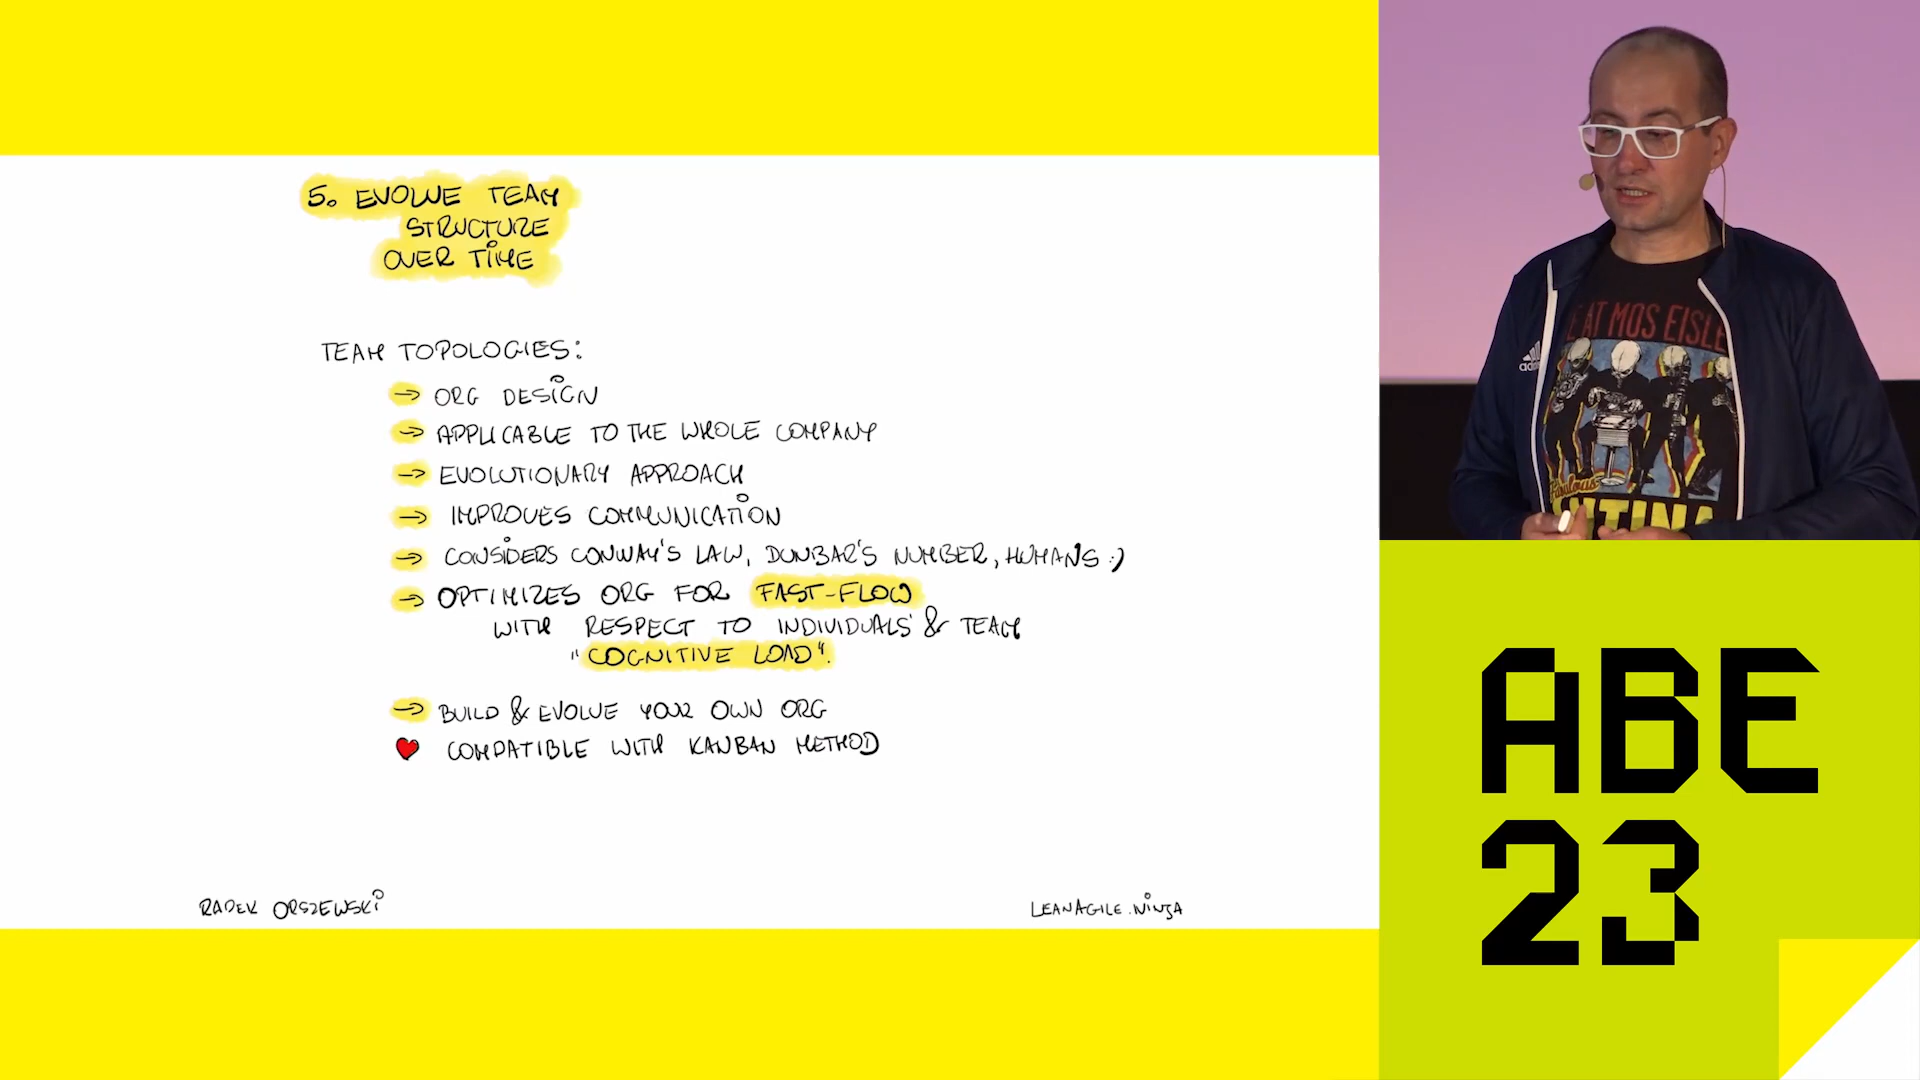 5. EVOLVE TEAM
STRUCTURE
OVER TIME
TEAM TOPOLOGIES:
→ ORG DESIGN
→ APPLICABLE TO THE WHOLE COMPANY
→ EVOLUTIONARY APPROACH
→ IMPROVES COMMUNICATION
→ CONSIDERS CONWAY'S LAW, DUNBAR'S NUMBER, HUMANS :)
→ OPTIMIZES ORG FOR FAST-FLOW
WITH RESPECT TO INDIVIDUALS & TEAM
"COGNITIVE LOAD".
→ BUILD & EVOLVE YOUR OWN ORG
♥ COMPATIBLE WITH KANBAN METHOD
RADEK ORSZEWSKI
LEANAGILE.NINJA
AT MOS EISLE
ABE
23